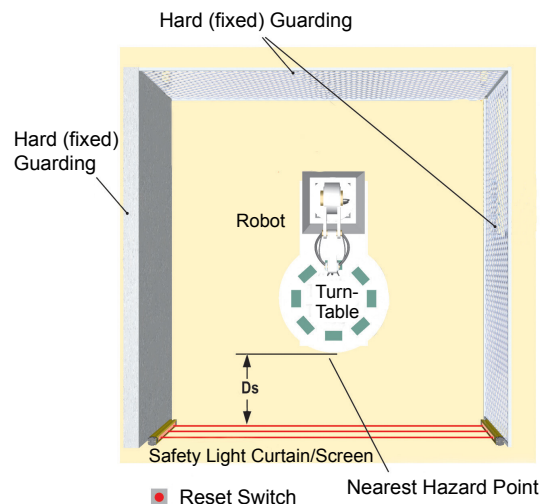 Hard (fixed) Guarding
Hard (fixed)
Guarding
Robot
Turn-
Table
Ds
Safety Light Curtain/Screen
Nearest Hazard Point
Reset Switch